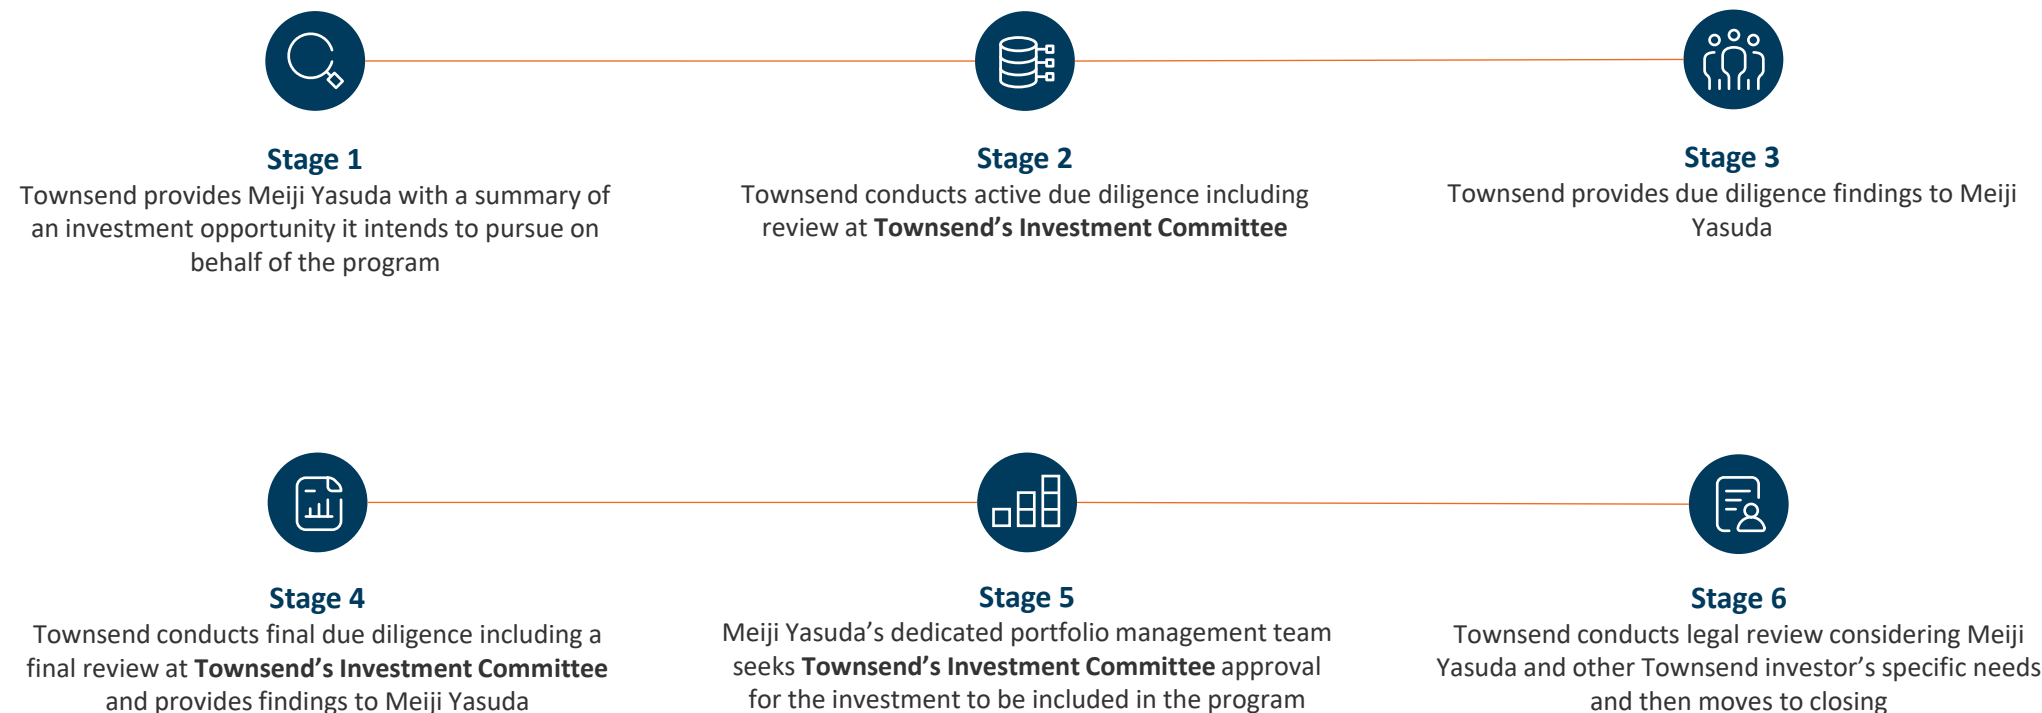 Stage 1
Townsend provides Meiji Yasuda with a summary of
an investment opportunity it intends to pursue on
behalf of the program
Stage 2
Townsend conducts active due diligence including
review at Townsend’s Investment Committee
Stage 3
Townsend provides due diligence findings to Meiji
Yasuda
Stage 4
Townsend conducts final due diligence including a
final review at Townsend’s Investment Committee
and provides findings to Meiji Yasuda
Stage 5
Meiji Yasuda’s dedicated portfolio management team
seeks Townsend’s Investment Committee approval
for the investment to be included in the program
Stage 6
Townsend conducts legal review considering Meiji
Yasuda and other Townsend investor’s specific needs
and then moves to closing